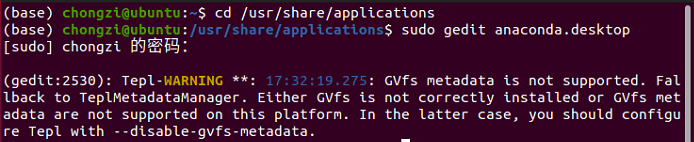 (base) chongzi@ubuntu:~$ cd /usr/share/applications
(base) chongzi@ubuntu:/usr/share/applications$ sudo gedit anaconda.desktop
[sudo] chongzi 的密码：
(gedit:2530): Tepl-WARNING **: 17:32:19.275: GVfs metadata is not supported. Fal
lback to TeplMetadataManager. Either GVfs is not correctly installed or GVfs met
adata are not supported on this platform. In the latter case, you should configu
re Tepl with --disable-gvfs-metadata.